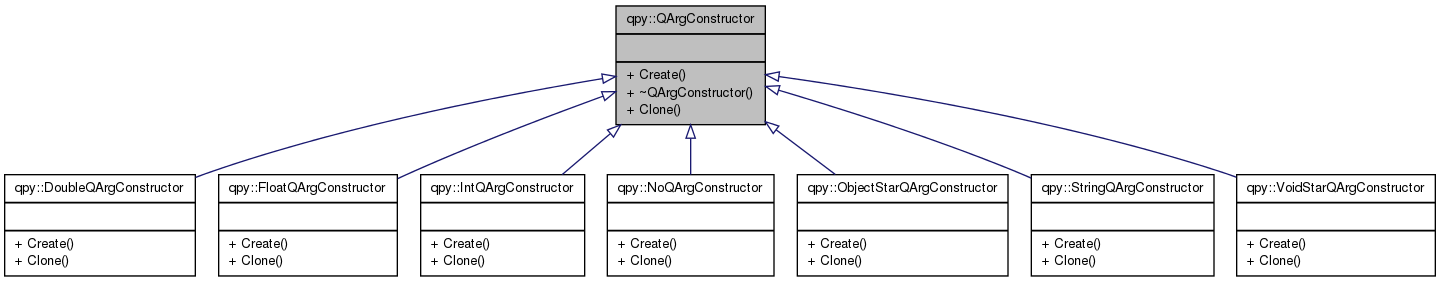 qpy::QArgConstructor
+ Create()
+ ~QArgConstructor()
+ Clone()
qpy::DoubleQArgConstructor
+ Create()
+ Clone()
qpy::FloatQArgConstructor
+ Create()
+ Clone()
qpy::IntQArgConstructor
+ Create()
+ Clone()
qpy::NoQArgConstructor
+ Create()
+ Clone()
qpy::ObjectStarQArgConstructor
+ Create()
+ Clone()
qpy::StringQArgConstructor
+ Create()
+ Clone()
qpy::VoidStarQArgConstructor
+ Create()
+ Clone()